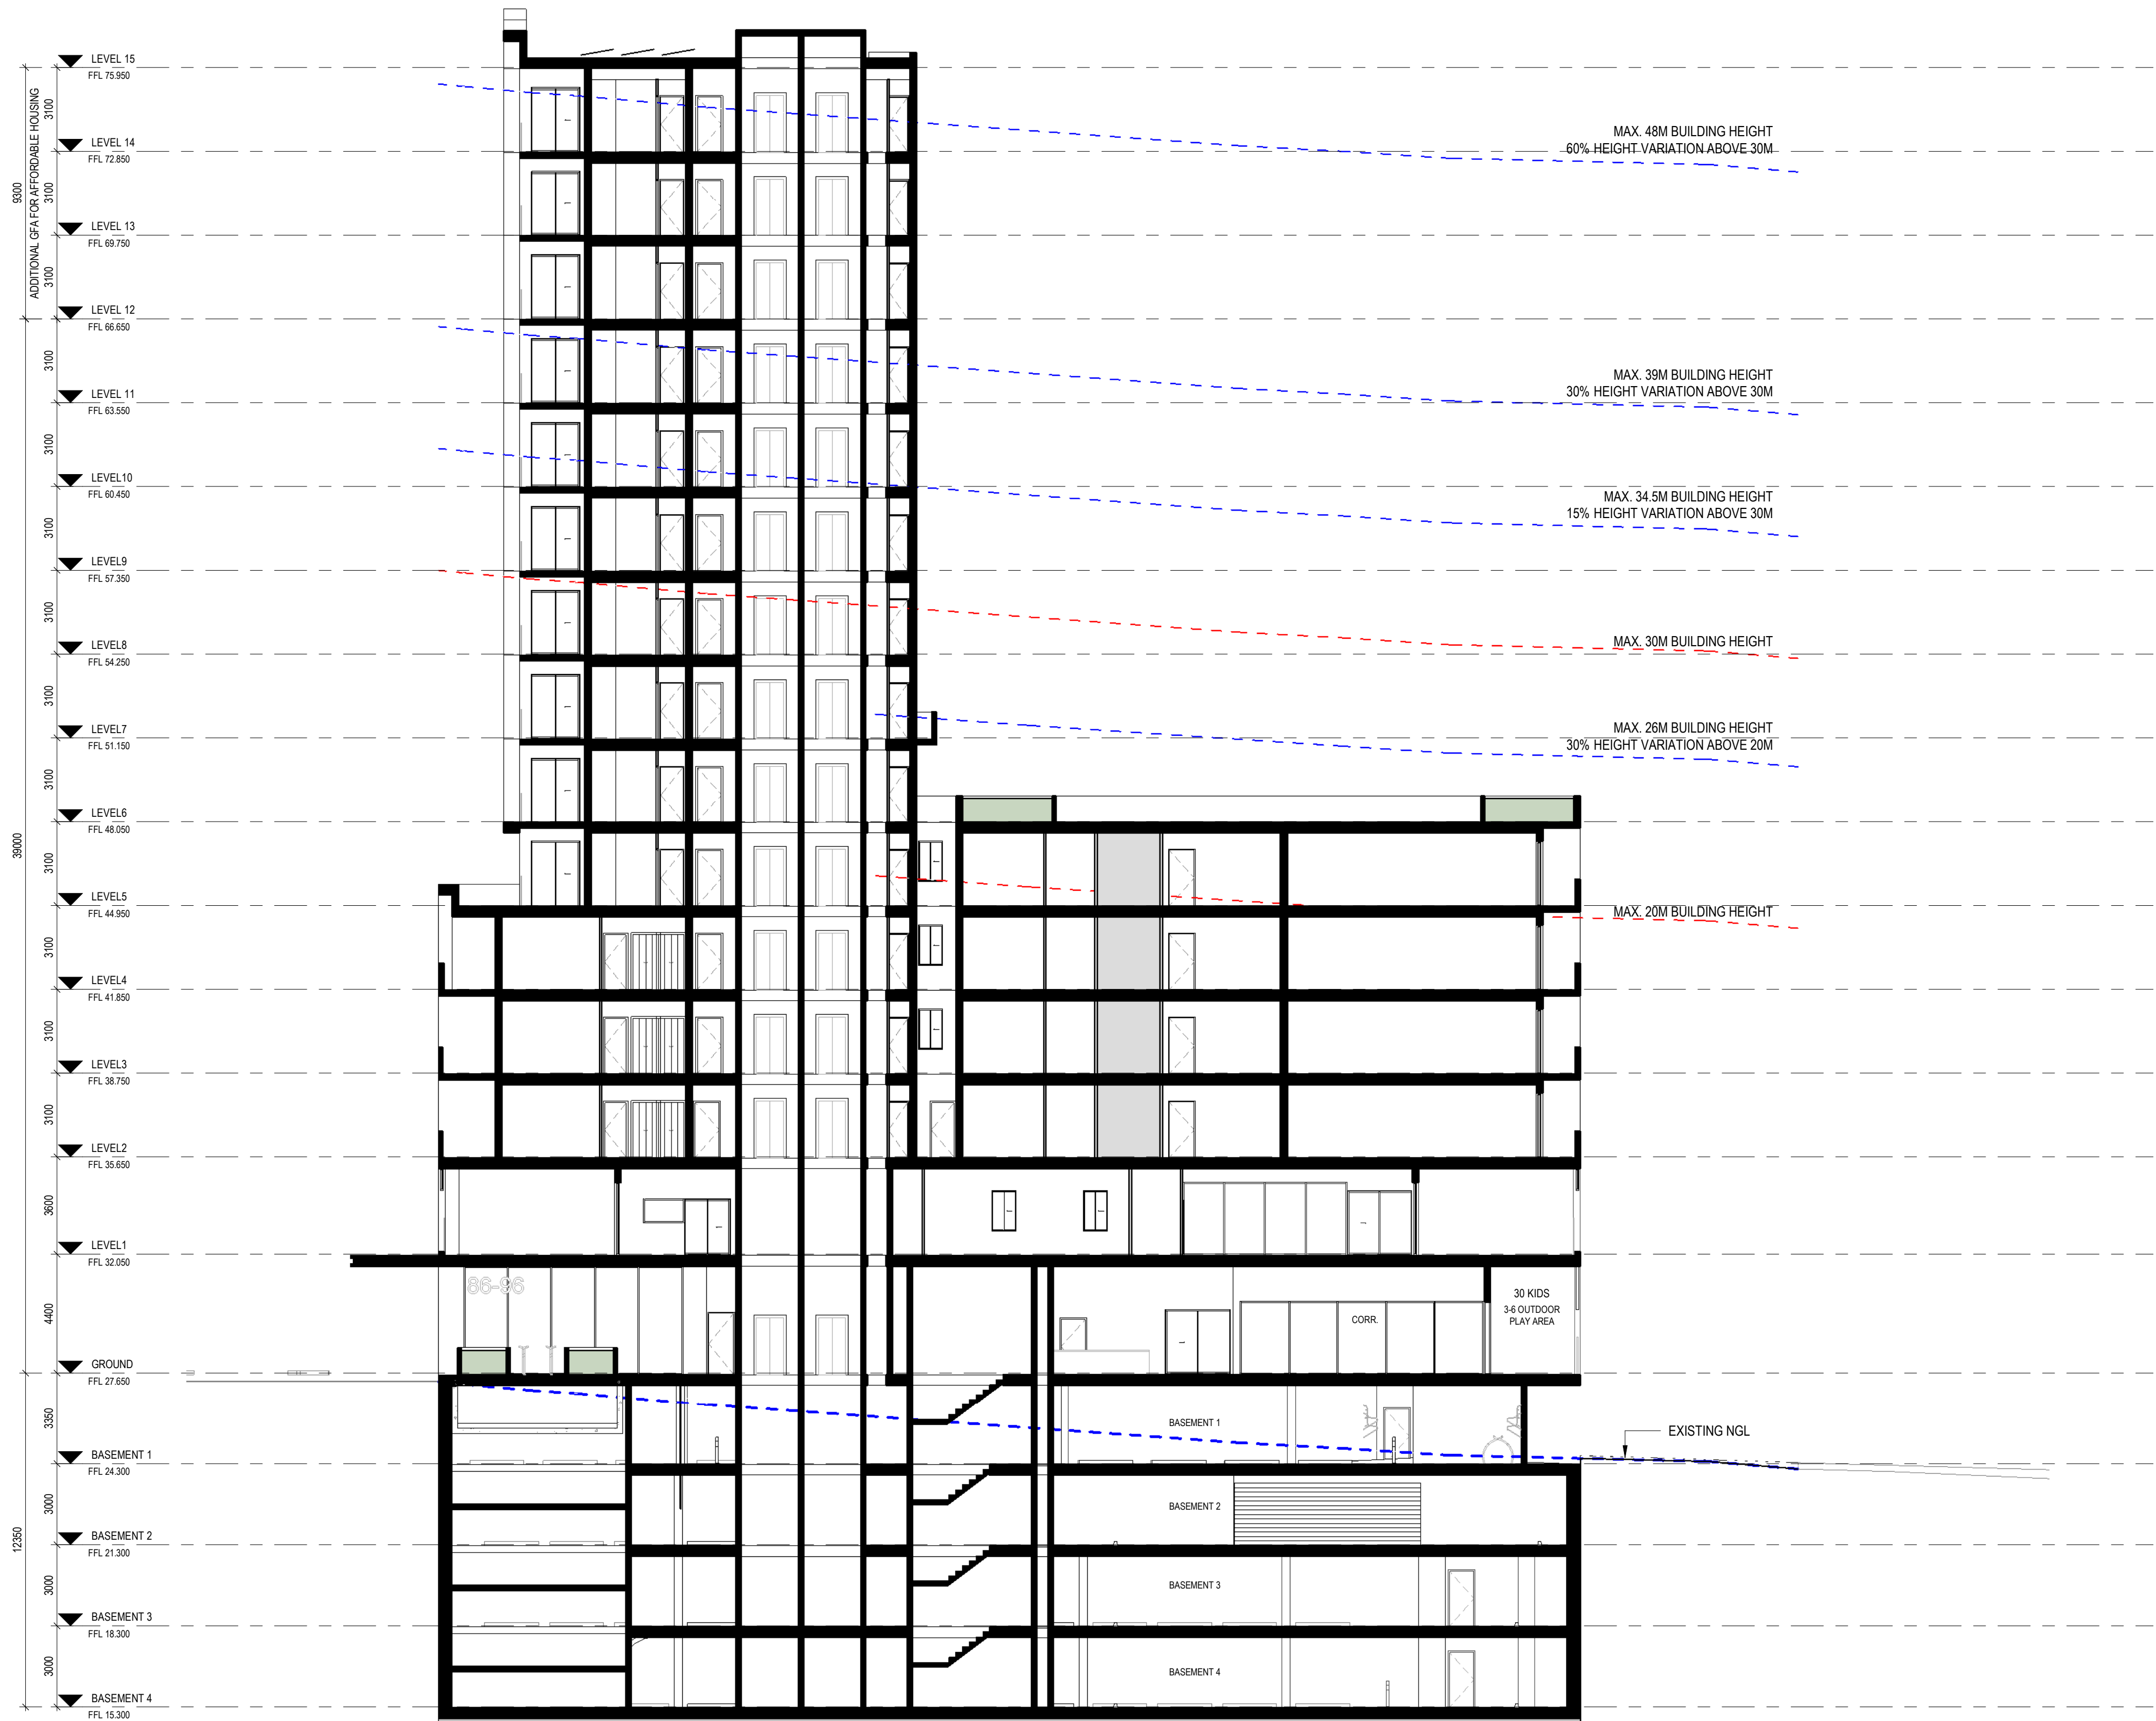 LEVEL 15
FFL 75.950
3100
LEVEL 14
FFL 72.850
3100
LEVEL 13
FFL 69.750
3100
LEVEL 12
FFL 66.650
9300
ADDITIONAL GFA FOR AFFORDABLE HOUSING
3100
LEVEL 11
FFL 63.550
3100
LEVEL10
FFL 60.450
3100
LEVEL9
FFL 57.350
3100
LEVEL8
FFL 54.250
3100
LEVEL7
FFL 51.150
3100
LEVEL6
FFL 48.050
3100
LEVEL5
FFL 44.950
3100
LEVEL4
FFL 41.850
3100
LEVEL3
FFL 38.750
3100
LEVEL2
FFL 35.650
3600
LEVEL1
FFL 32.050
4400
GROUND
FFL 27.650
39000
3350
BASEMENT 1
FFL 24.300
3000
BASEMENT 2
FFL 21.300
3000
BASEMENT 3
FFL 18.300
3000
BASEMENT 4
FFL 15.300
12350
MAX. 48M BUILDING HEIGHT
60% HEIGHT VARIATION ABOVE 30M
MAX. 39M BUILDING HEIGHT
30% HEIGHT VARIATION ABOVE 30M
MAX. 34.5M BUILDING HEIGHT
15% HEIGHT VARIATION ABOVE 30M
MAX. 30M BUILDING HEIGHT
MAX. 26M BUILDING HEIGHT
30% HEIGHT VARIATION ABOVE 20M
MAX. 20M BUILDING HEIGHT
86-96
CORR.
30 KIDS
3-6 OUTDOOR
PLAY AREA
BASEMENT 1
EXISTING NGL
BASEMENT 2
BASEMENT 3
BASEMENT 4